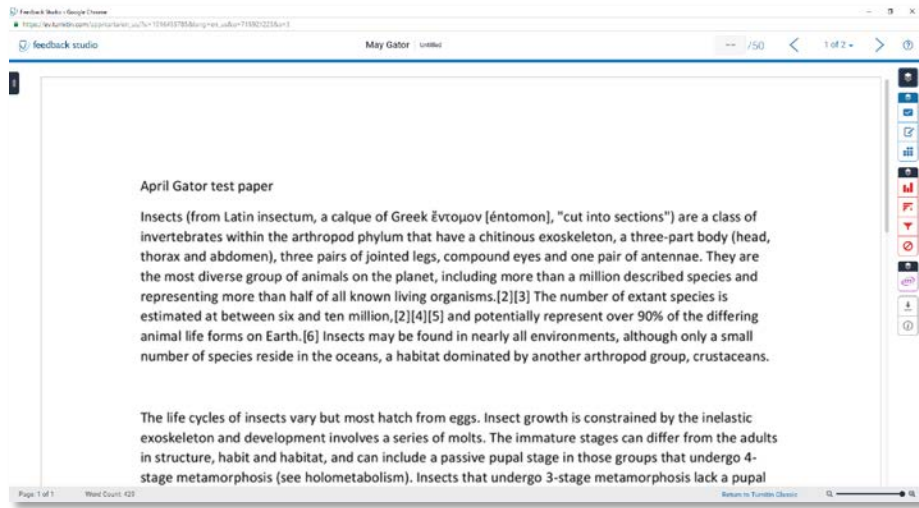 Feedback Studio - Google Chrome
feedback studio
May Gator
Untitled
-- /50
1 of 2
April Gator test paper
Insects (from Latin insectum, a calque of Greek ἔντομον [éntomon], "cut into sections") are a class of
invertebrates within the arthropod phylum that have a chitinous exoskeleton, a three-part body (head,
thorax and abdomen), three pairs of jointed legs, compound eyes and one pair of antennae. They are
the most diverse group of animals on the planet, including more than a million described species and
representing more than half of all known living organisms.[2][3] The number of extant species is
estimated at between six and ten million,[2][4][5] and potentially represent over 90% of the differing
animal life forms on Earth.[6] Insects may be found in nearly all environments, although only a small
number of species reside in the oceans, a habitat dominated by another arthropod group, crustaceans.
The life cycles of insects vary but most hatch from eggs. Insect growth is constrained by the inelastic
exoskeleton and development involves a series of molts. The immature stages can differ from the adults
in structure, habit and habitat, and can include a passive pupal stage in those groups that undergo 4-
stage metamorphosis (see holometabolism). Insects that undergo 3-stage metamorphosis lack a pupal
Page: 1 of 1
Word Count: 425
Return to Turnitin Classic